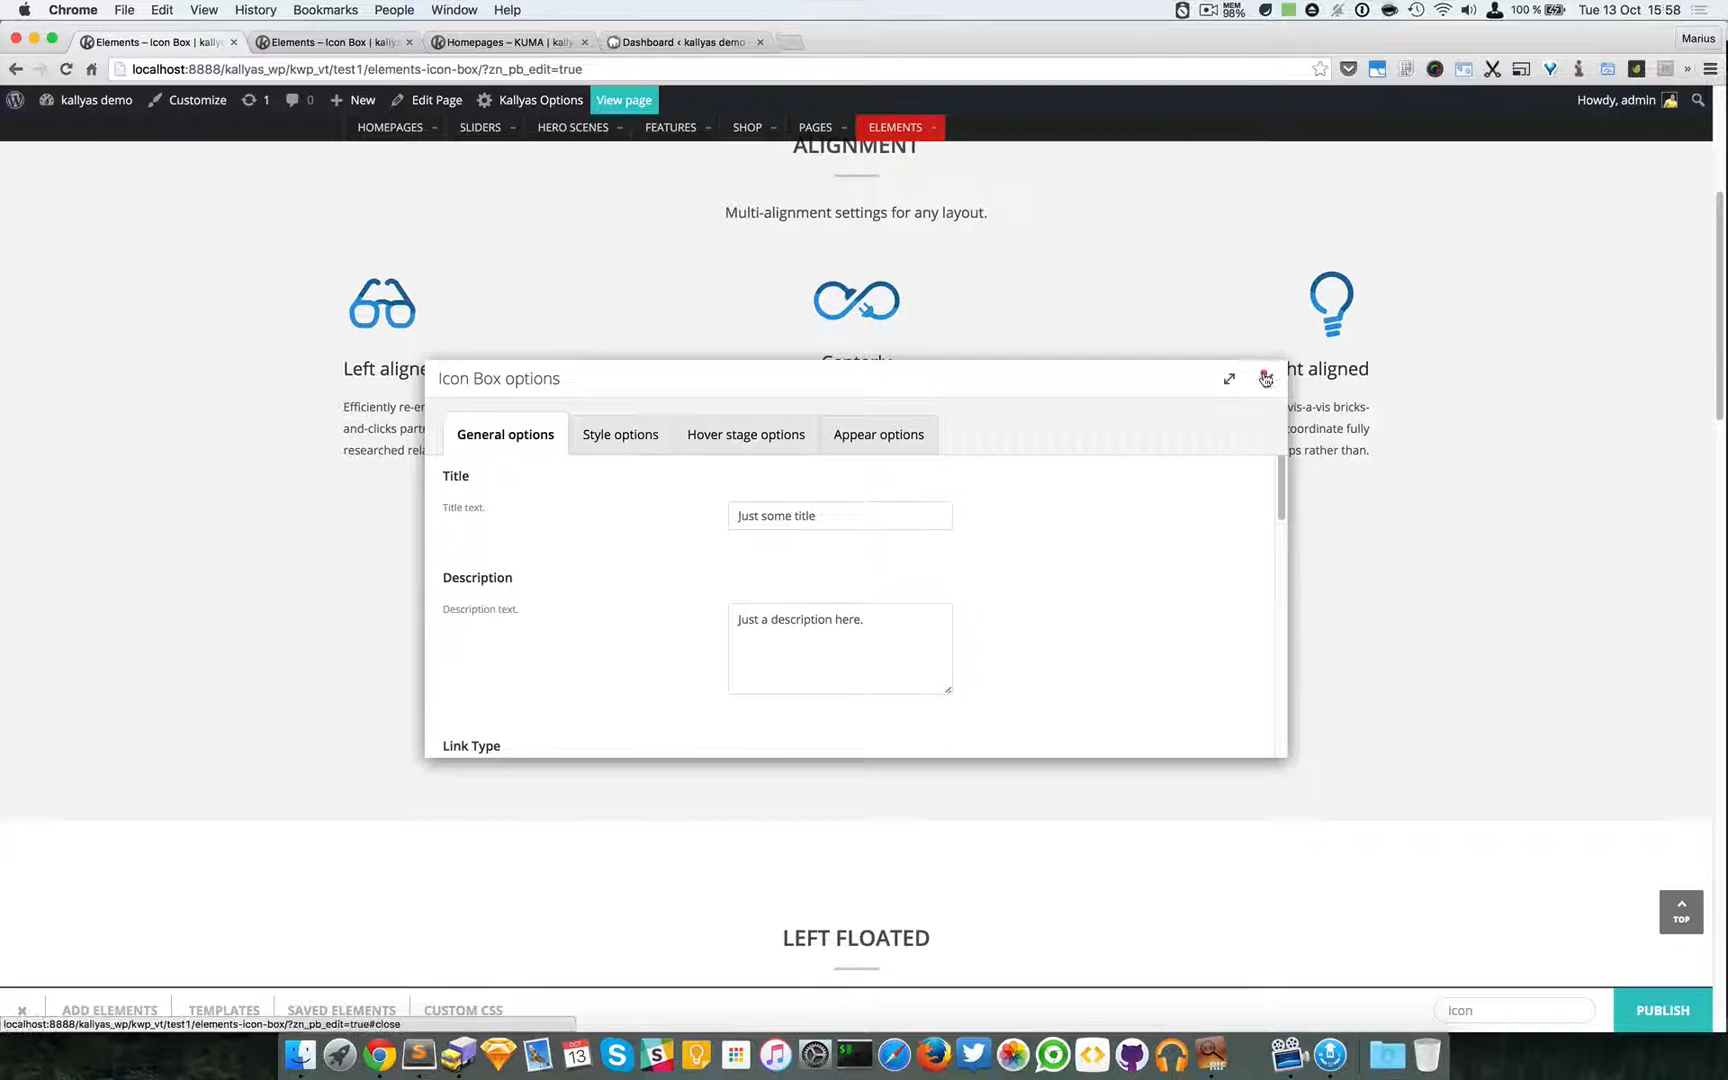 Chrome File Edit View History Bookmarks People Window Help MEM 98% 100 % Tue 13 Oct 15:58
Elements – Icon Box | kally × Elements – Icon Box | kallys × Homepages – KUMA | kally × Dashboard ‹ kallyas demo × Marius
localhost:8888/kallyas_wp/kwp_vt/test1/elements-icon-box/?zn_pb_edit=true
kallyas demo Customize 1 0 New Edit Page Kallyas Options View page Howdy, admin
HOMEPAGES SLIDERS HERO SCENES FEATURES SHOP PAGES ELEMENTS
ALIGNMENT
Multi-alignment settings for any layout.
Left aligne
ht aligned
Efficiently re-en
and-clicks partn
researched rela
vis-a-vis bricks-
coordinate fully
ps rather than.
Icon Box options
General options Style options Hover stage options Appear options
Title
Title text.
Just some title
Description
Description text.
Just a description here.
Link Type
TOP
LEFT FLOATED
× ADD ELEMENTS TEMPLATES SAVED ELEMENTS CUSTOM CSS Icon PUBLISH
localhost:8888/kallyas_wp/kwp_vt/test1/elements-icon-box/?zn_pb_edit=true#close
13
RIF